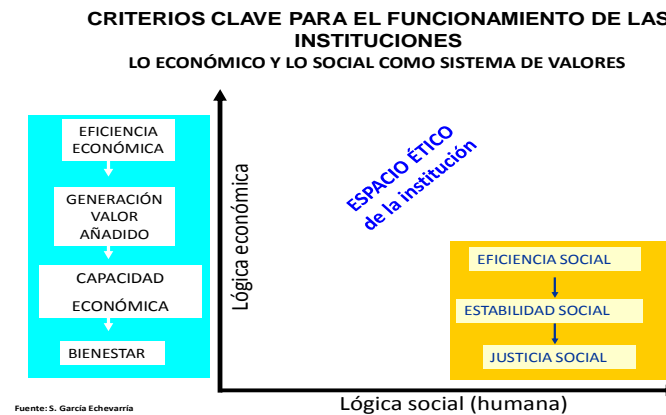 CRITERIOS CLAVE PARA EL FUNCIONAMIENTO DE LAS
INSTITUCIONES
LO ECONÓMICO Y LO SOCIAL COMO SISTEMA DE VALORES
EFICIENCIA
ECONÓMICA
GENERACIÓN
VALOR
AÑADIDO
CAPACIDAD
ECONÓMICA
BIENESTAR
Lógica económica
ESPACIO ÉTICO
de la institución
EFICIENCIA SOCIAL
ESTABILIDAD SOCIAL
JUSTICIA SOCIAL
Lógica social (humana)
Fuente: S. García Echevarría